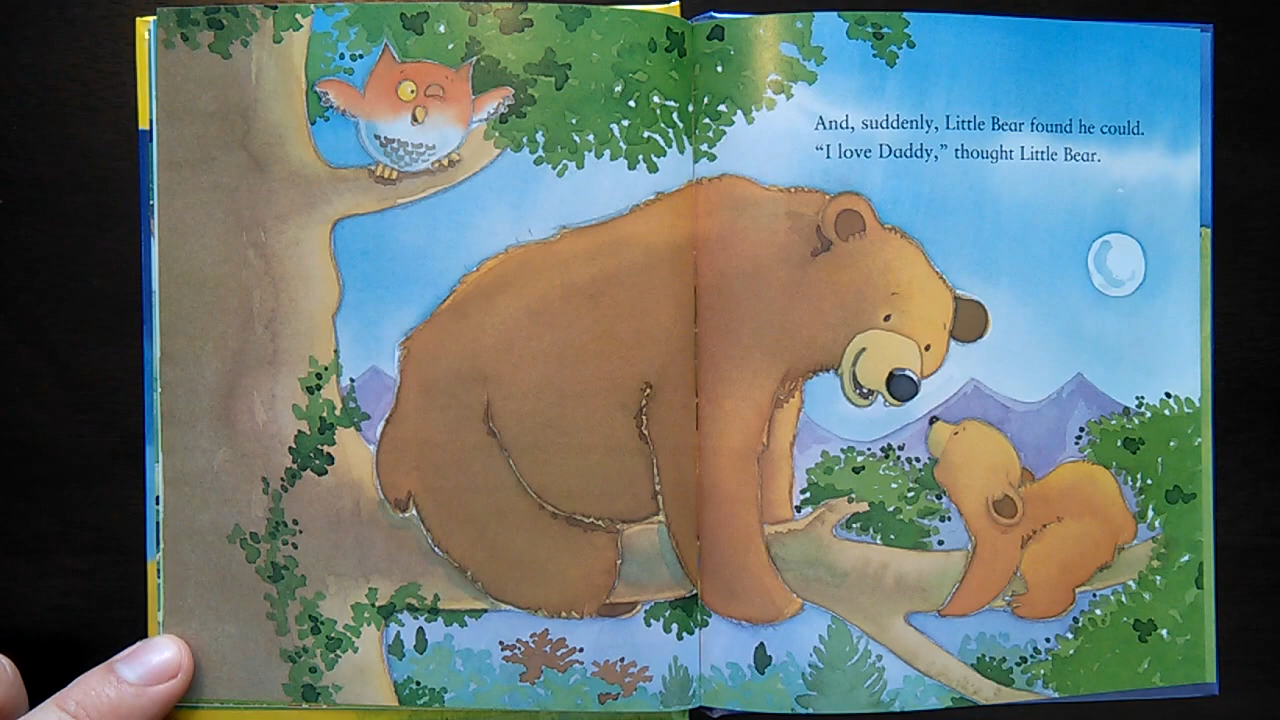 And, suddenly, Little Bear found he could.
“I love Daddy,” thought Little Bear.